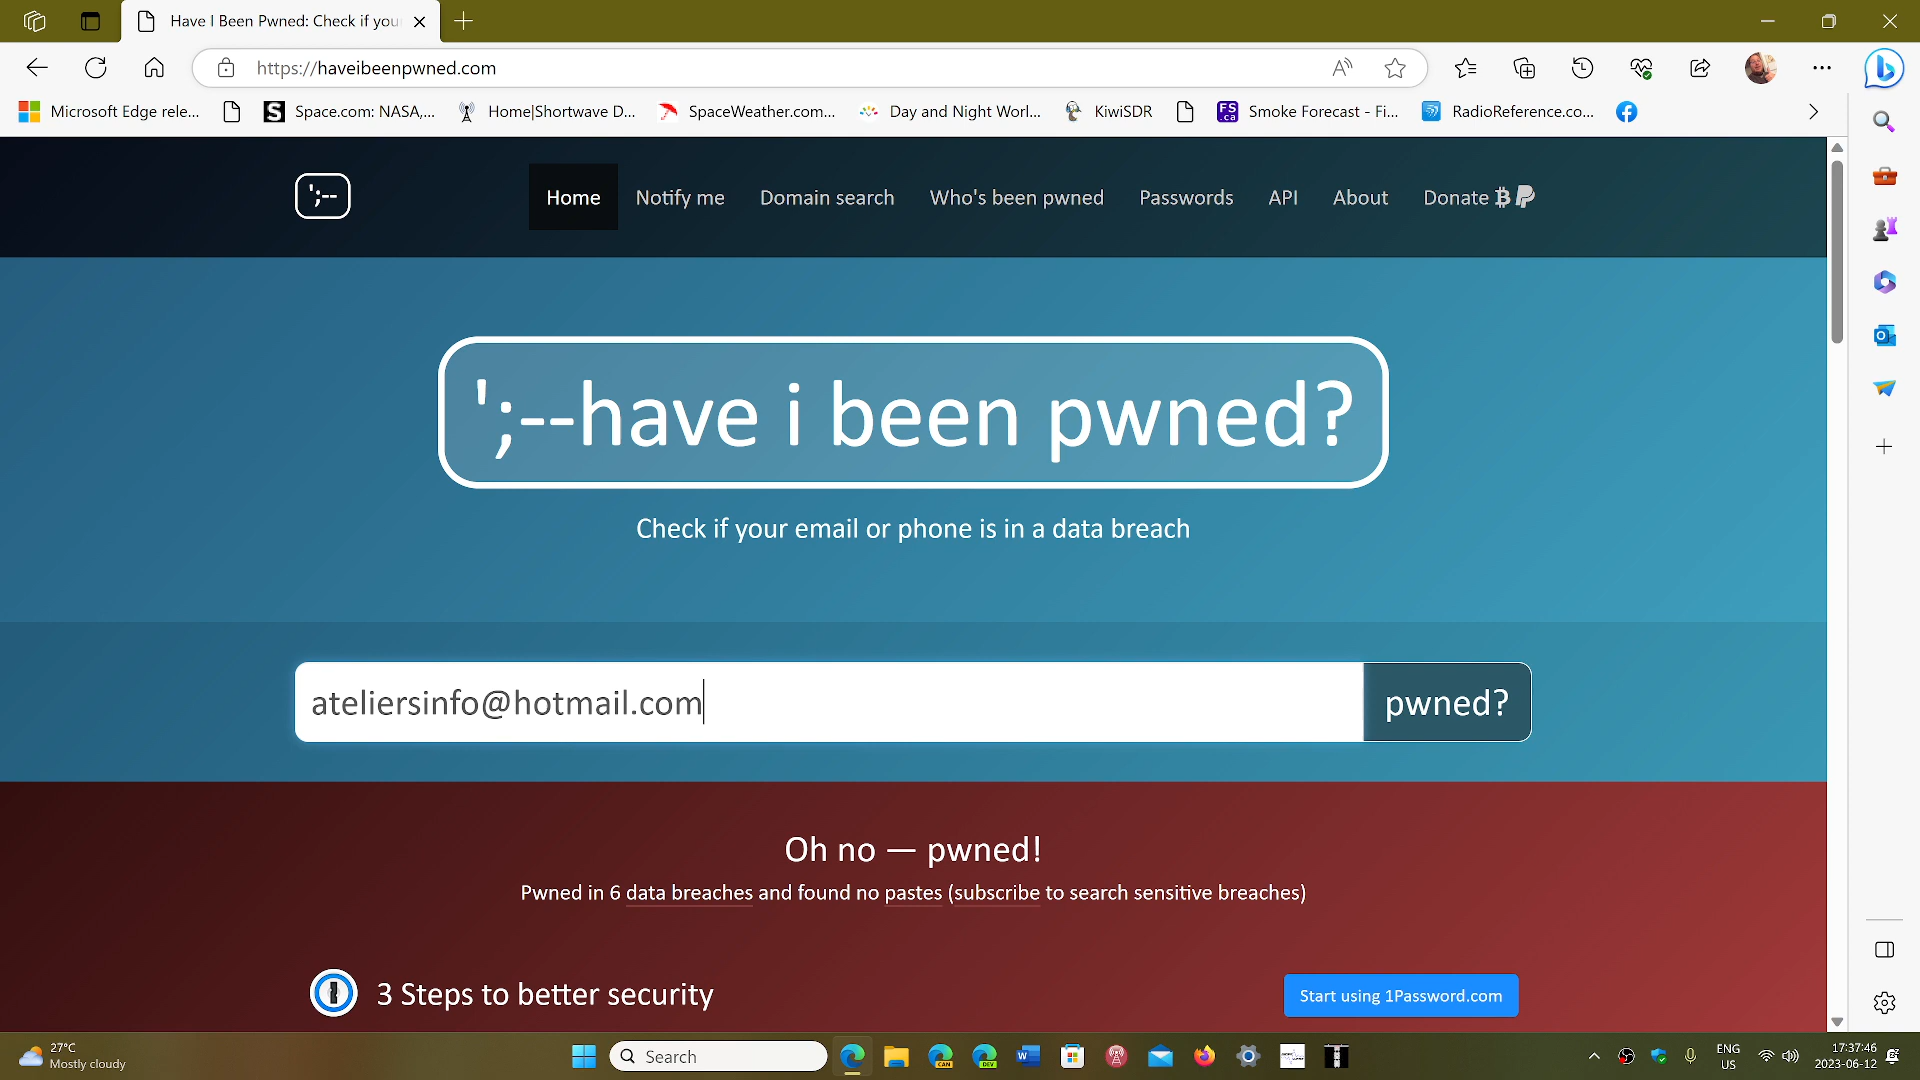 Have I Been Pwned: Check if you
https://haveibeenpwned.com
Microsoft Edge rele...
Space.com: NASA,...
Home|Shortwave D...
SpaceWeather.com...
Day and Night Worl...
KiwiSDR
FS.ca
Smoke Forecast - Fi...
RadioReference.co...
';--
Home
Notify me
Domain search
Who's been pwned
Passwords
API
About
Donate
';--have i been pwned?
Check if your email or phone is in a data breach
ateliersinfo@hotmail.com
pwned?
Oh no — pwned!
Pwned in 6 data breaches and found no pastes (subscribe to search sensitive breaches)
3 Steps to better security
Start using 1Password.com
27°C
Mostly cloudy
Search
CAN
DEV
ENG
US
17:37:46
2023-06-12